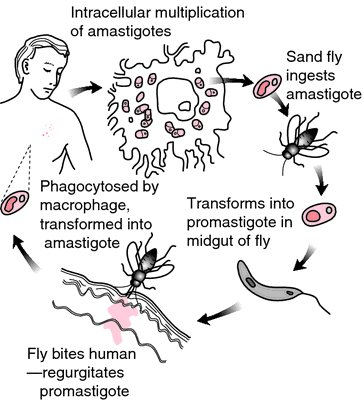 Intracellular multiplication
of amastigotes
Sand fly
ingests
amastigote
Transforms into
promastigote in
midgut of fly
Fly bites human
—regurgitates
promastigote
Phagocytosed by
macrophage,
transformed into
amastigote